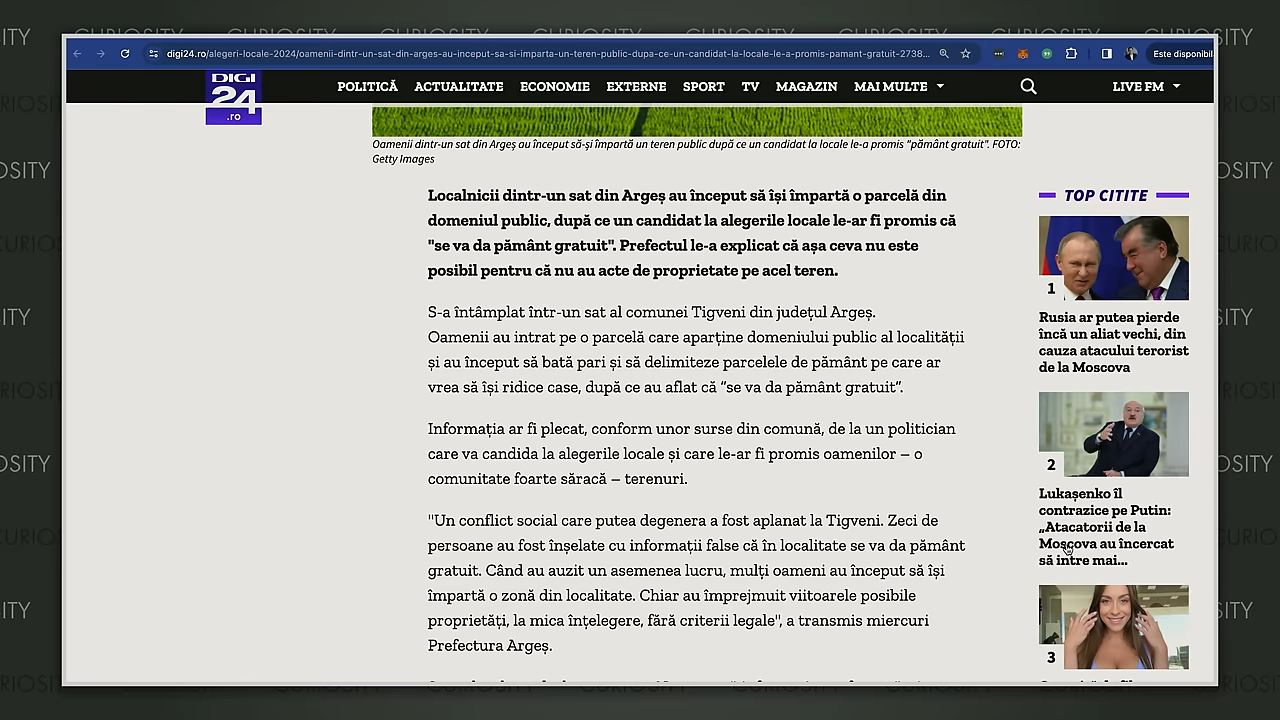 digi24.ro/alegeri-locale-2024/oamenii-dintr-un-sat-din-arges-au-inceput-sa-si-imparta-un-teren-public-dupa-ce-un-candidat-la-locale-le-a-promis-pamant-gratuit-2738...
Este disponibilă
DIGI
24
.ro
POLITICĂ ACTUALITATE ECONOMIE EXTERNE SPORT TV MAGAZIN MAI MULTE LIVE FM
Oamenii dintr-un sat din Argeș au început să-și împartă un teren public după ce un candidat la locale le-a promis "pământ gratuit". FOTO:
Getty Images
Localnicii dintr-un sat din Argeș au început să își împartă o parcelă din
domeniul public, după ce un candidat la alegerile locale le-ar fi promis că
"se va da pământ gratuit". Prefectul le-a explicat că așa ceva nu este
posibil pentru că nu au acte de proprietate pe acel teren.
S-a întâmplat într-un sat al comunei Tigveni din județul Argeș.
Oamenii au intrat pe o parcelă care aparține domeniului public al localității
și au început să bată pari și să delimiteze parcelele de pământ pe care ar
vrea să își ridice case, după ce au aflat că ”se va da pământ gratuit”.
Informația ar fi plecat, conform unor surse din comună, de la un politician
care va candida la alegerile locale și care le-ar fi promis oamenilor – o
comunitate foarte săracă – terenuri.
"Un conflict social care putea degenera a fost aplanat la Tigveni. Zeci de
persoane au fost înșelate cu informații false că în localitate se va da pământ
gratuit. Când au auzit un asemenea lucru, mulți oameni au început să își
împartă o zonă din localitate. Chiar au împrejmuit viitoarele posibile
proprietăți, la mica înțelegere, fără criterii legale", a transmis miercuri
Prefectura Argeș.
TOP CITITE
1
Rusia ar putea pierde
încă un aliat vechi, din
cauza atacului terorist
de la Moscova
2
Lukașenko îl
contrazice pe Putin:
„Atacatorii de la
Moscova au încercat
să intre mai...
3
CURIOSITY